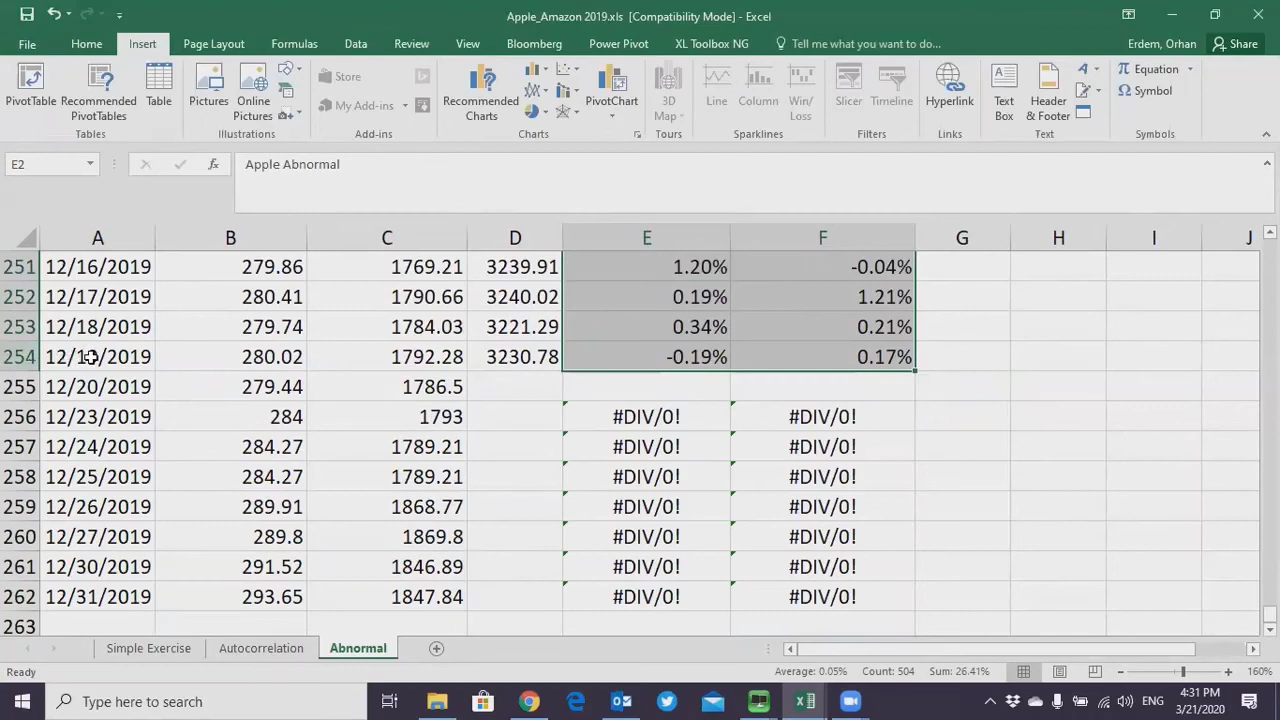 Apple_Amazon 2019.xls [Compatibility Mode] - Excel
File Home Insert Page Layout Formulas Data Review View Bloomberg Power Pivot XL Toolbox NG Tell me what you want to do... Erdem, Orhan Share
PivotTable Recommended PivotTables Table
Tables
Pictures Online Pictures
Illustrations
Store
My Add-ins
Add-ins
Recommended Charts
PivotChart
Charts
3D Map
Tours
Line Column Win/Loss
Sparklines
Slicer Timeline
Filters
Hyperlink
Links
Text Box Header & Footer
Text
Equation
Symbol
Symbols
E2 fx Apple Abnormal
A B C D E F G H I J
251 12/16/2019 279.86 1769.21 3239.91 1.20% -0.04%
252 12/17/2019 280.41 1790.66 3240.02 0.19% 1.21%
253 12/18/2019 279.74 1784.03 3221.29 0.34% 0.21%
254 12/19/2019 280.02 1792.28 3230.78 -0.19% 0.17%
255 12/20/2019 279.44 1786.5
256 12/23/2019 284 1793 #DIV/0! #DIV/0!
257 12/24/2019 284.27 1789.21 #DIV/0! #DIV/0!
258 12/25/2019 284.27 1789.21 #DIV/0! #DIV/0!
259 12/26/2019 289.91 1868.77 #DIV/0! #DIV/0!
260 12/27/2019 289.8 1869.8 #DIV/0! #DIV/0!
261 12/30/2019 291.52 1846.89 #DIV/0! #DIV/0!
262 12/31/2019 293.65 1847.84 #DIV/0! #DIV/0!
263
Simple Exercise Autocorrelation Abnormal
Ready Average: 0.05% Count: 504 Sum: 26.41% 160%
Type here to search ENG 4:31 PM
3/21/2020